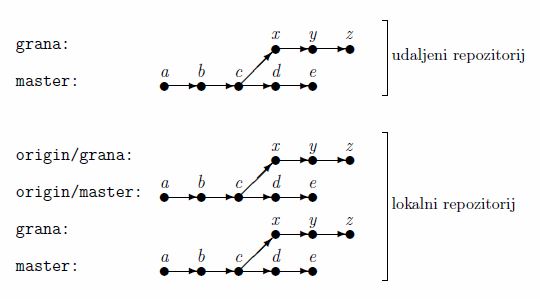 x y z
grana:
udaljeni repozitorij
a b c d e
master:
x y z
origin/grana:
a b c d e
origin/master:
lokalni repozitorij
x y z
grana:
a b c d e
master: